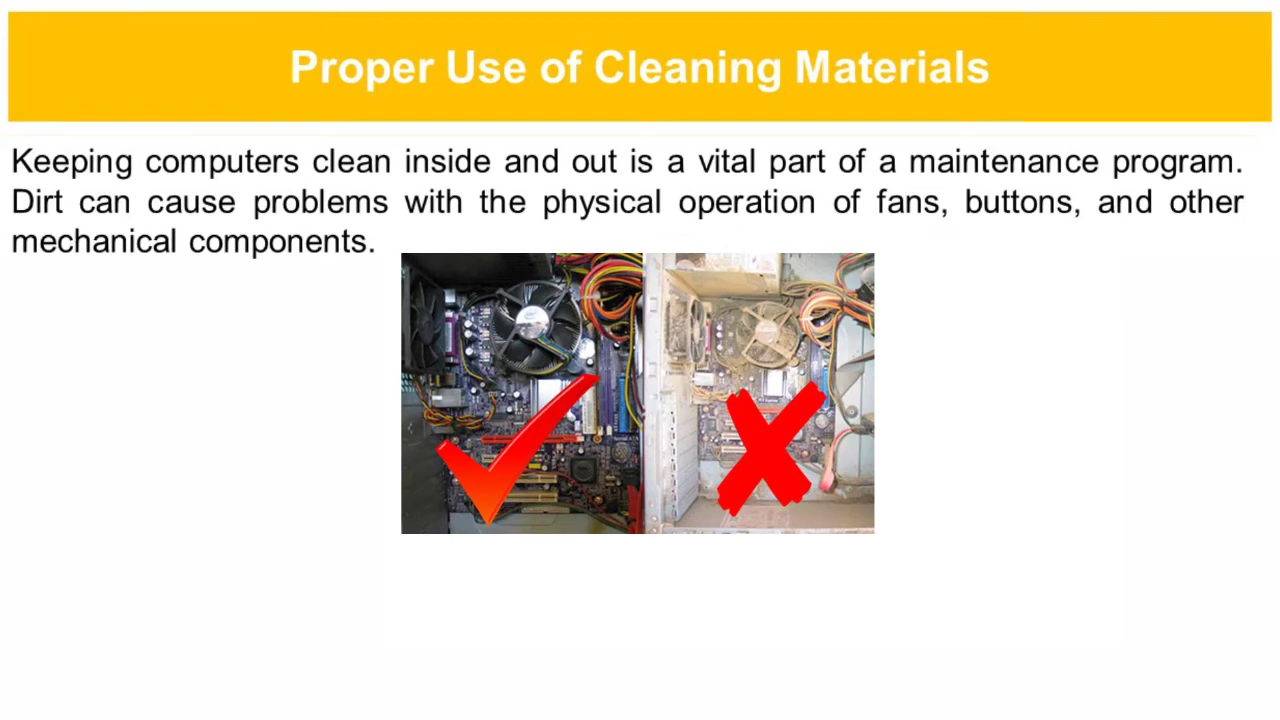 Proper Use of Cleaning Materials
Keeping computers clean inside and out is a vital part of a maintenance program.
Dirt can cause problems with the physical operation of fans, buttons, and other
mechanical components.